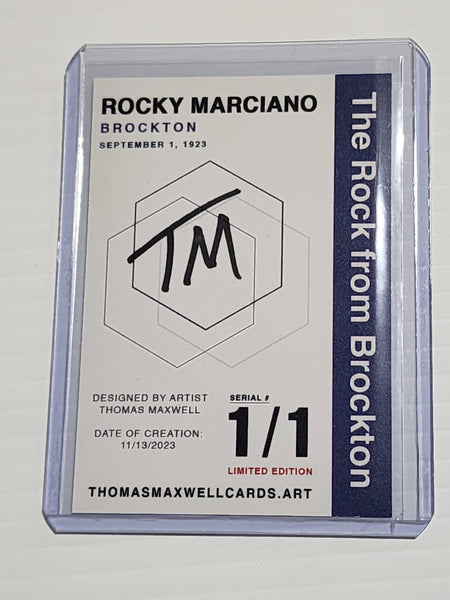 ROCKY MARCIANO
BROCKTON
SEPTEMBER 1, 1923
TM
DESIGNED BY ARTIST
THOMAS MAXWELL
DATE OF CREATION:
11/13/2023
SERIAL #
1/1
LIMITED EDITION
THOMASMAXWELLCARDS.ART
The Rock from Brockton